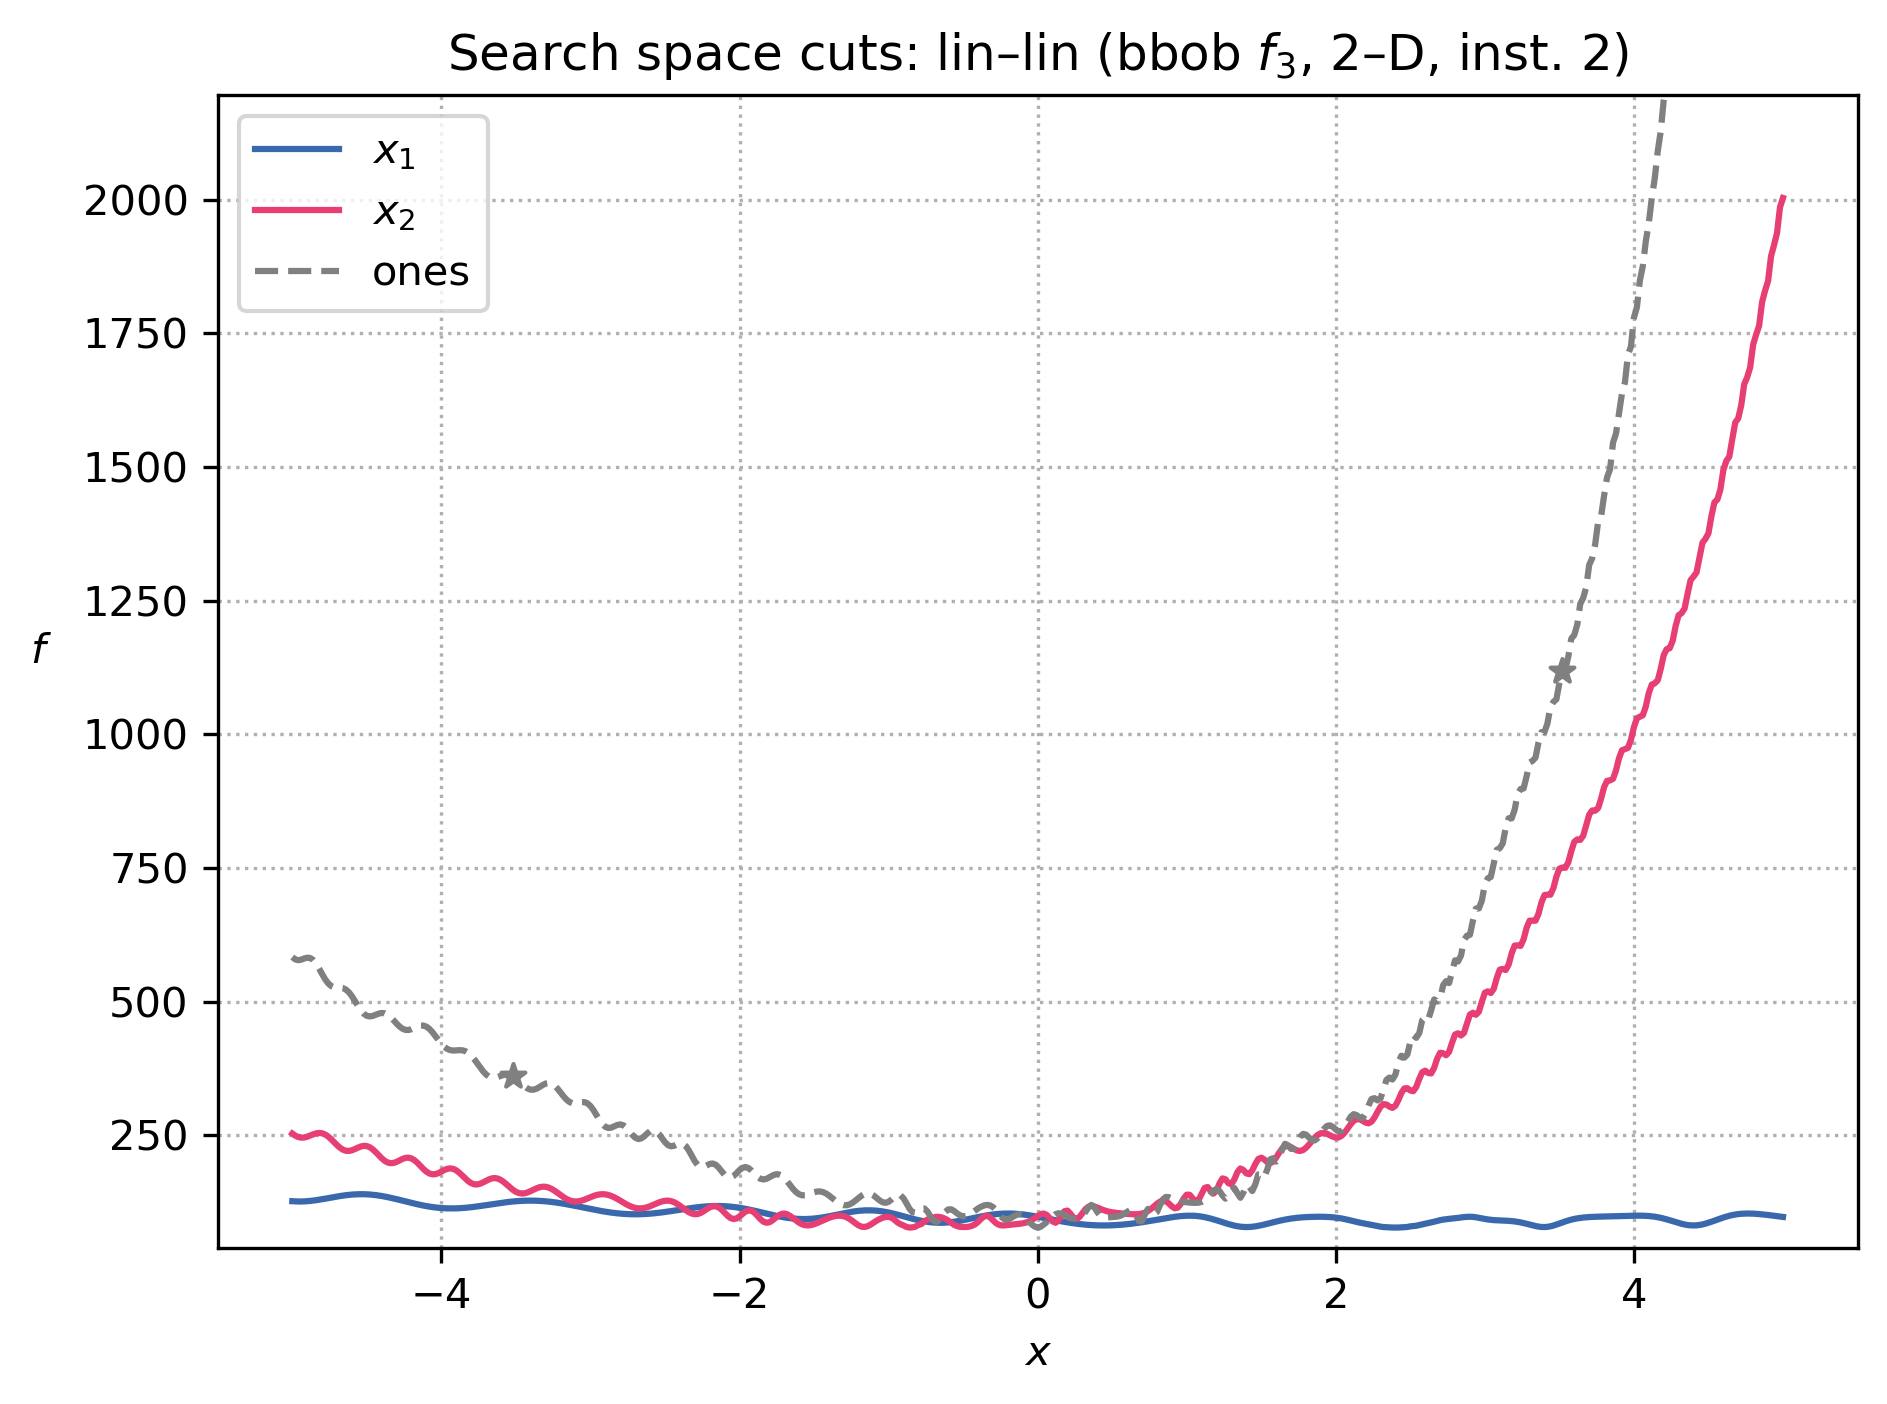 Search space cuts: lin–lin (bbob f₃, 2–D, inst. 2)
x₁
x₂
ones
2000
1750
1500
1250
1000
750
500
250
f
−4
−2
0
2
4
x